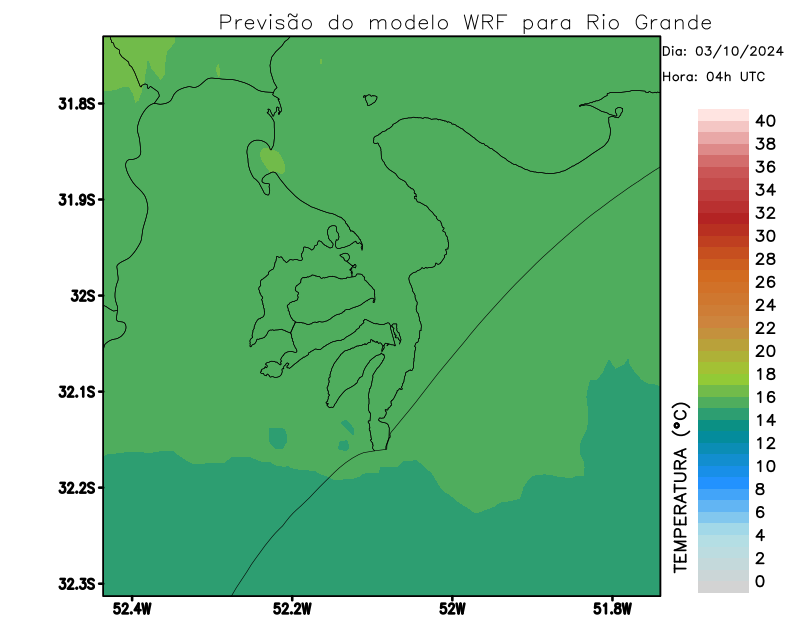 Previsão do modelo WRF para Rio Grande
Dia: 03/10/2024
Hora: 04h UTC
31.8S
31.9S
32S
32.1S
32.2S
32.3S
52.4W
52.2W
52W
51.8W
40
38
36
34
32
30
28
26
24
22
20
18
16
14
12
10
8
6
4
2
0
TEMPERATURA (°C)